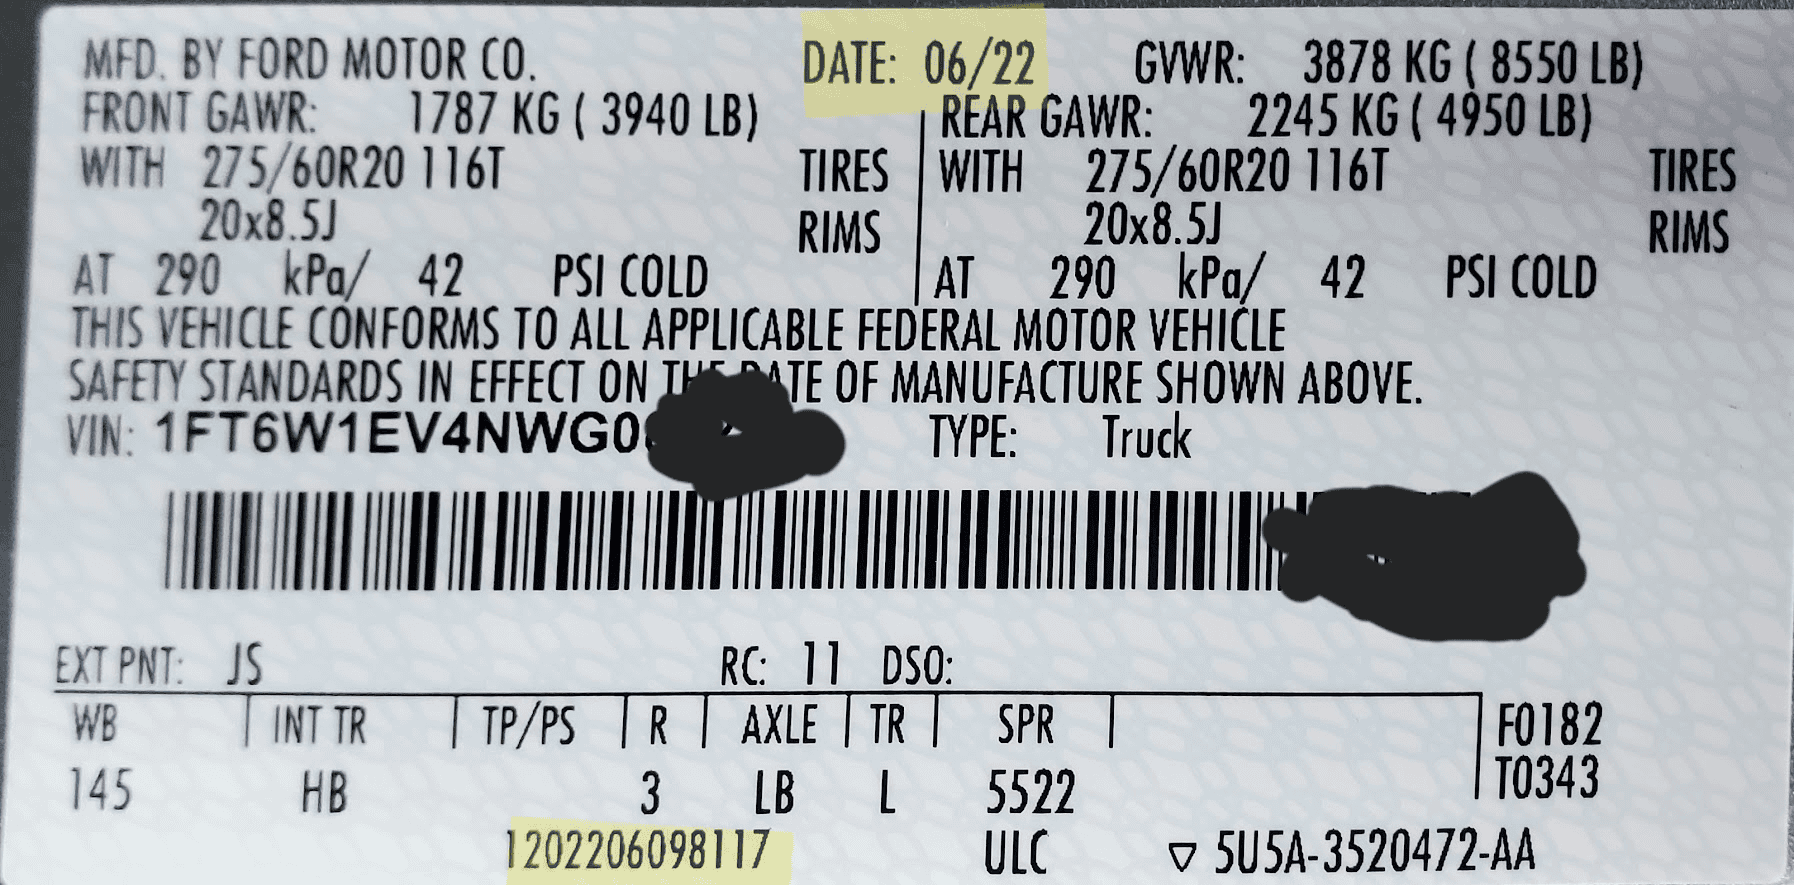 MFD. BY FORD MOTOR CO. DATE: 06/22 GVWR: 3878 KG ( 8550 LB)
FRONT GAWR: 1787 KG ( 3940 LB) REAR GAWR: 2245 KG ( 4950 LB)
WITH 275/60R20 116T TIRES WITH 275/60R20 116T TIRES
20x8.5J RIMS 20x8.5J RIMS
AT 290 kPa/ 42 PSI COLD AT 290 kPa/ 42 PSI COLD
THIS VEHICLE CONFORMS TO ALL APPLICABLE FEDERAL MOTOR VEHICLE
SAFETY STANDARDS IN EFFECT ON THE DATE OF MANUFACTURE SHOWN ABOVE.
VIN: 1FT6W1EV4NWG0 TYPE: Truck
EXT PNT: JS RC: 11 DSO:
WB INT TR TP/PS R AXLE TR SPR F0182
145 HB 3 LB L 5522 T0343
1202206098117 ULC ▽ 5U5A-3520472-AA